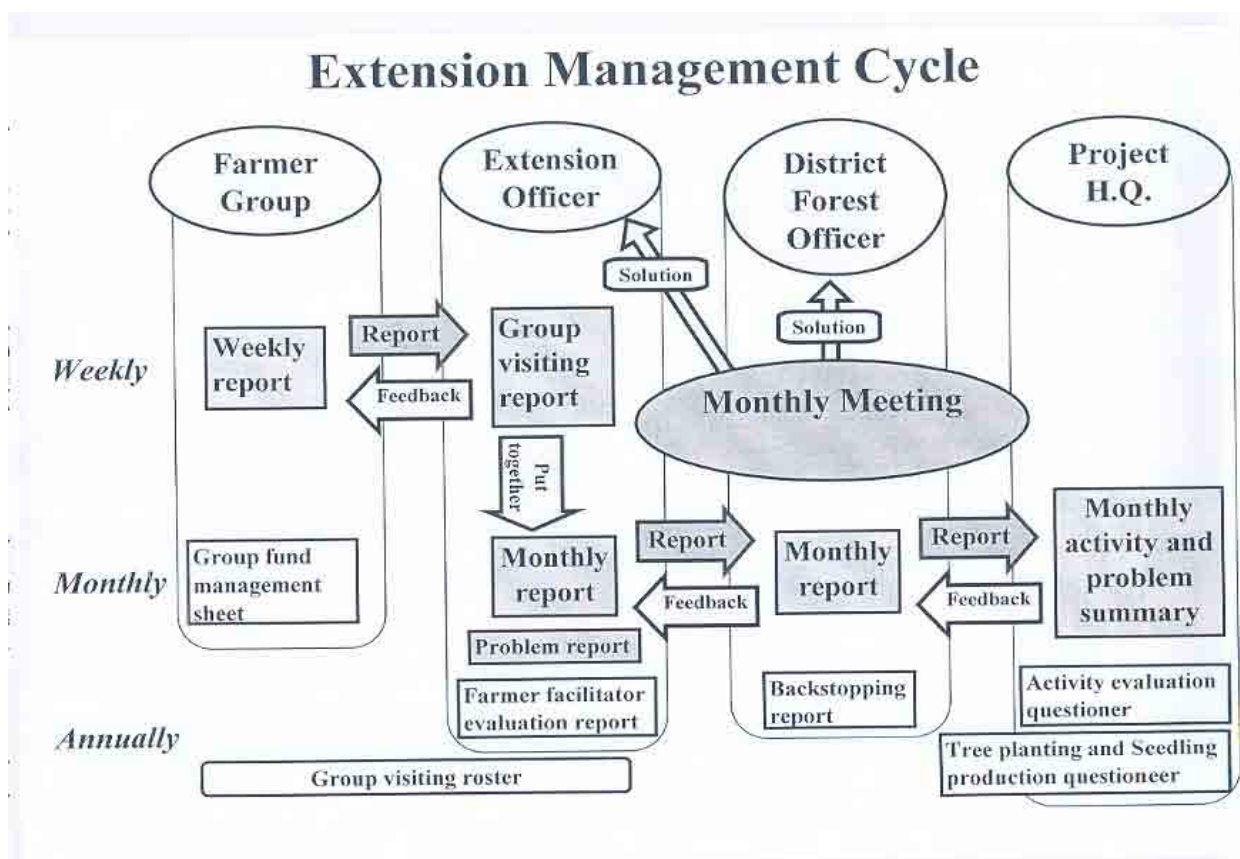 Extension Management Cycle
Farmer
Group
Extension
Officer
District
Forest
Officer
Project
H.Q.
Solution
Solution
Weekly
Weekly
report
Report
Feedback
Group
visiting
report
Monthly Meeting
Put
together
Monthly
Group fund
management
sheet
Monthly
report
Report
Feedback
Monthly
report
Report
Feedback
Monthly
activity and
problem
summary
Problem report
Farmer facilitator
evaluation report
Backstopping
report
Activity evaluation
questioner
Annually
Tree planting and Seedling
production questioneer
Group visiting roster